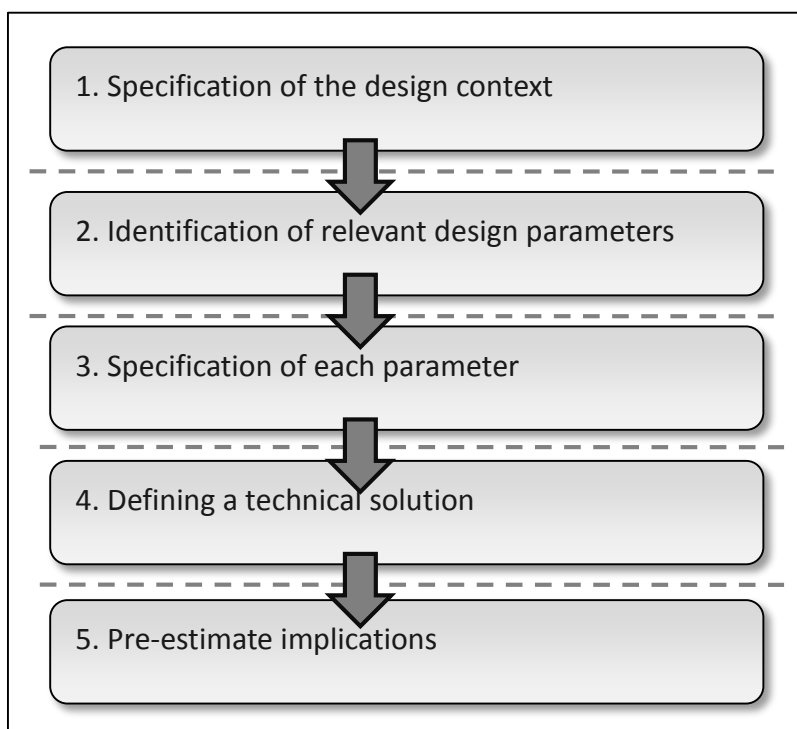 1. Specification of the design context
2. Identification of relevant design parameters
3. Specification of each parameter
4. Defining a technical solution
5. Pre-estimate implications